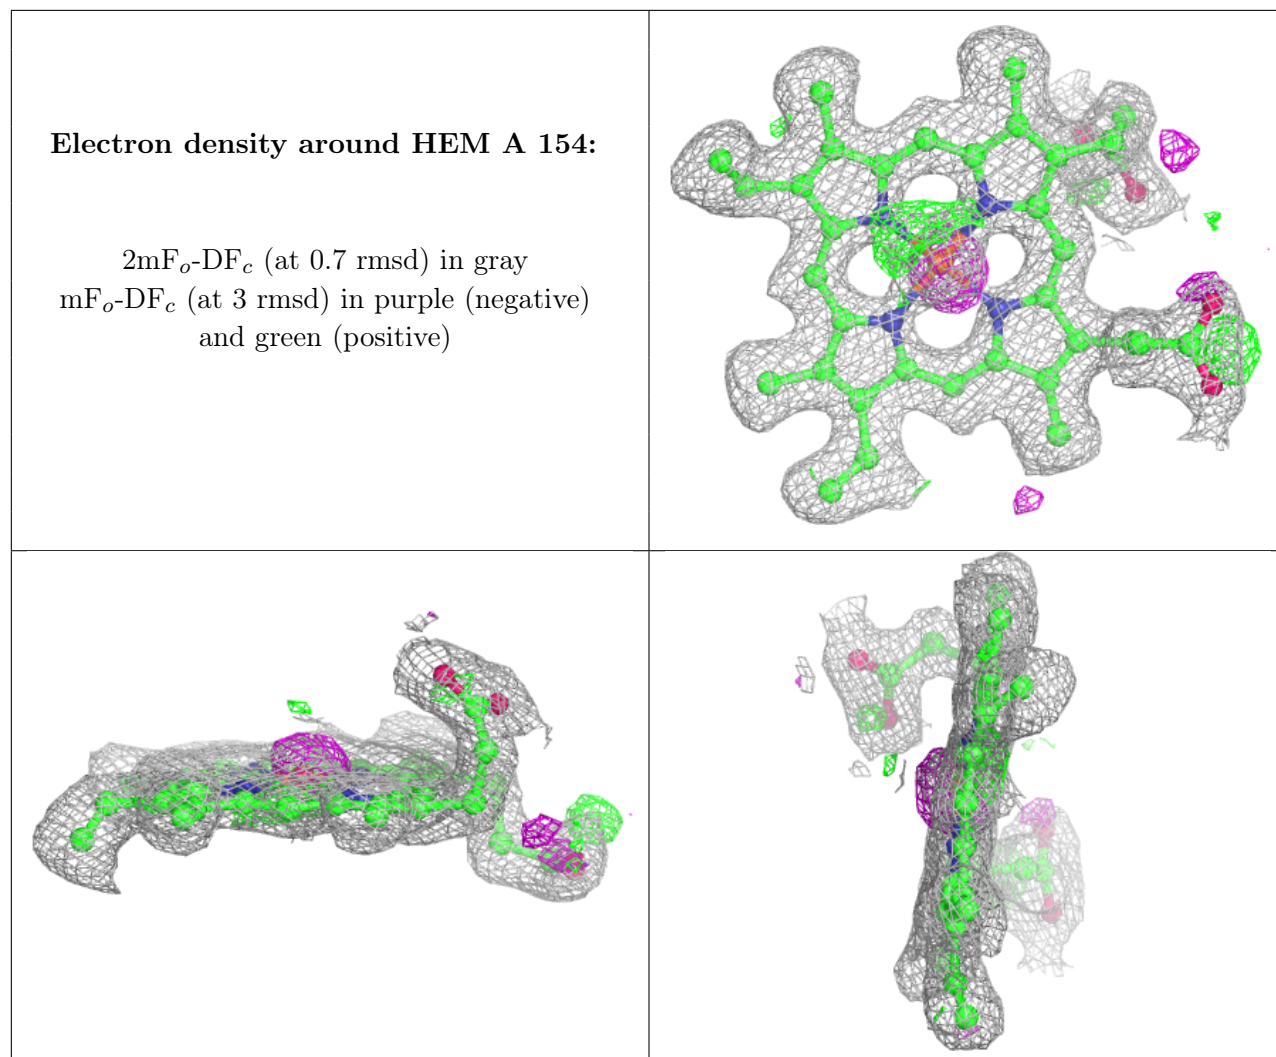 Electron density around HEM A 154:
2mF$_o$-DF$_c$ (at 0.7 rmsd) in gray
mF$_o$-DF$_c$ (at 3 rmsd) in purple (negative)
and green (positive)